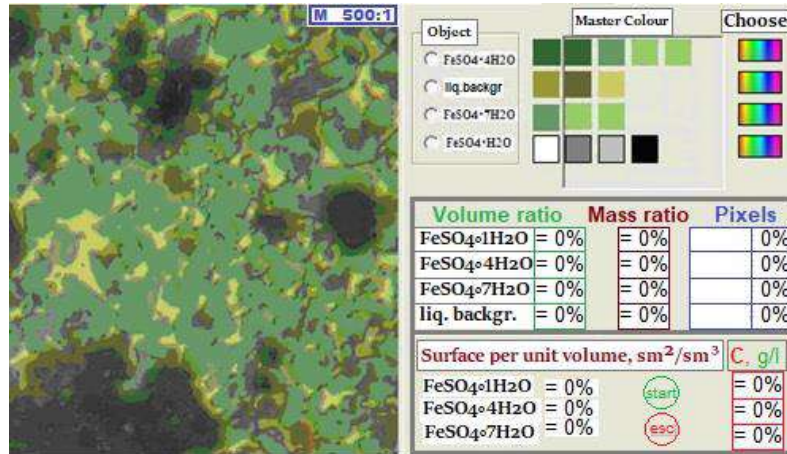 M 500:1
Object
Master Colour
Choose
FeSO4·4H2O
liq.backgr
FeSO4·7H2O
FeSO4·H2O
Volume ratio Mass ratio Pixels
FeSO4∘1H2O = 0% = 0% 0%
FeSO4∘4H2O = 0% = 0% 0%
FeSO4∘7H2O = 0% = 0% 0%
liq. backgr. = 0% = 0% 0%
Surface per unit volume, sm²/sm³ C, g/l
FeSO4∘1H2O = 0% start = 0%
FeSO4∘4H2O = 0% = 0%
FeSO4∘7H2O = 0% esc = 0%